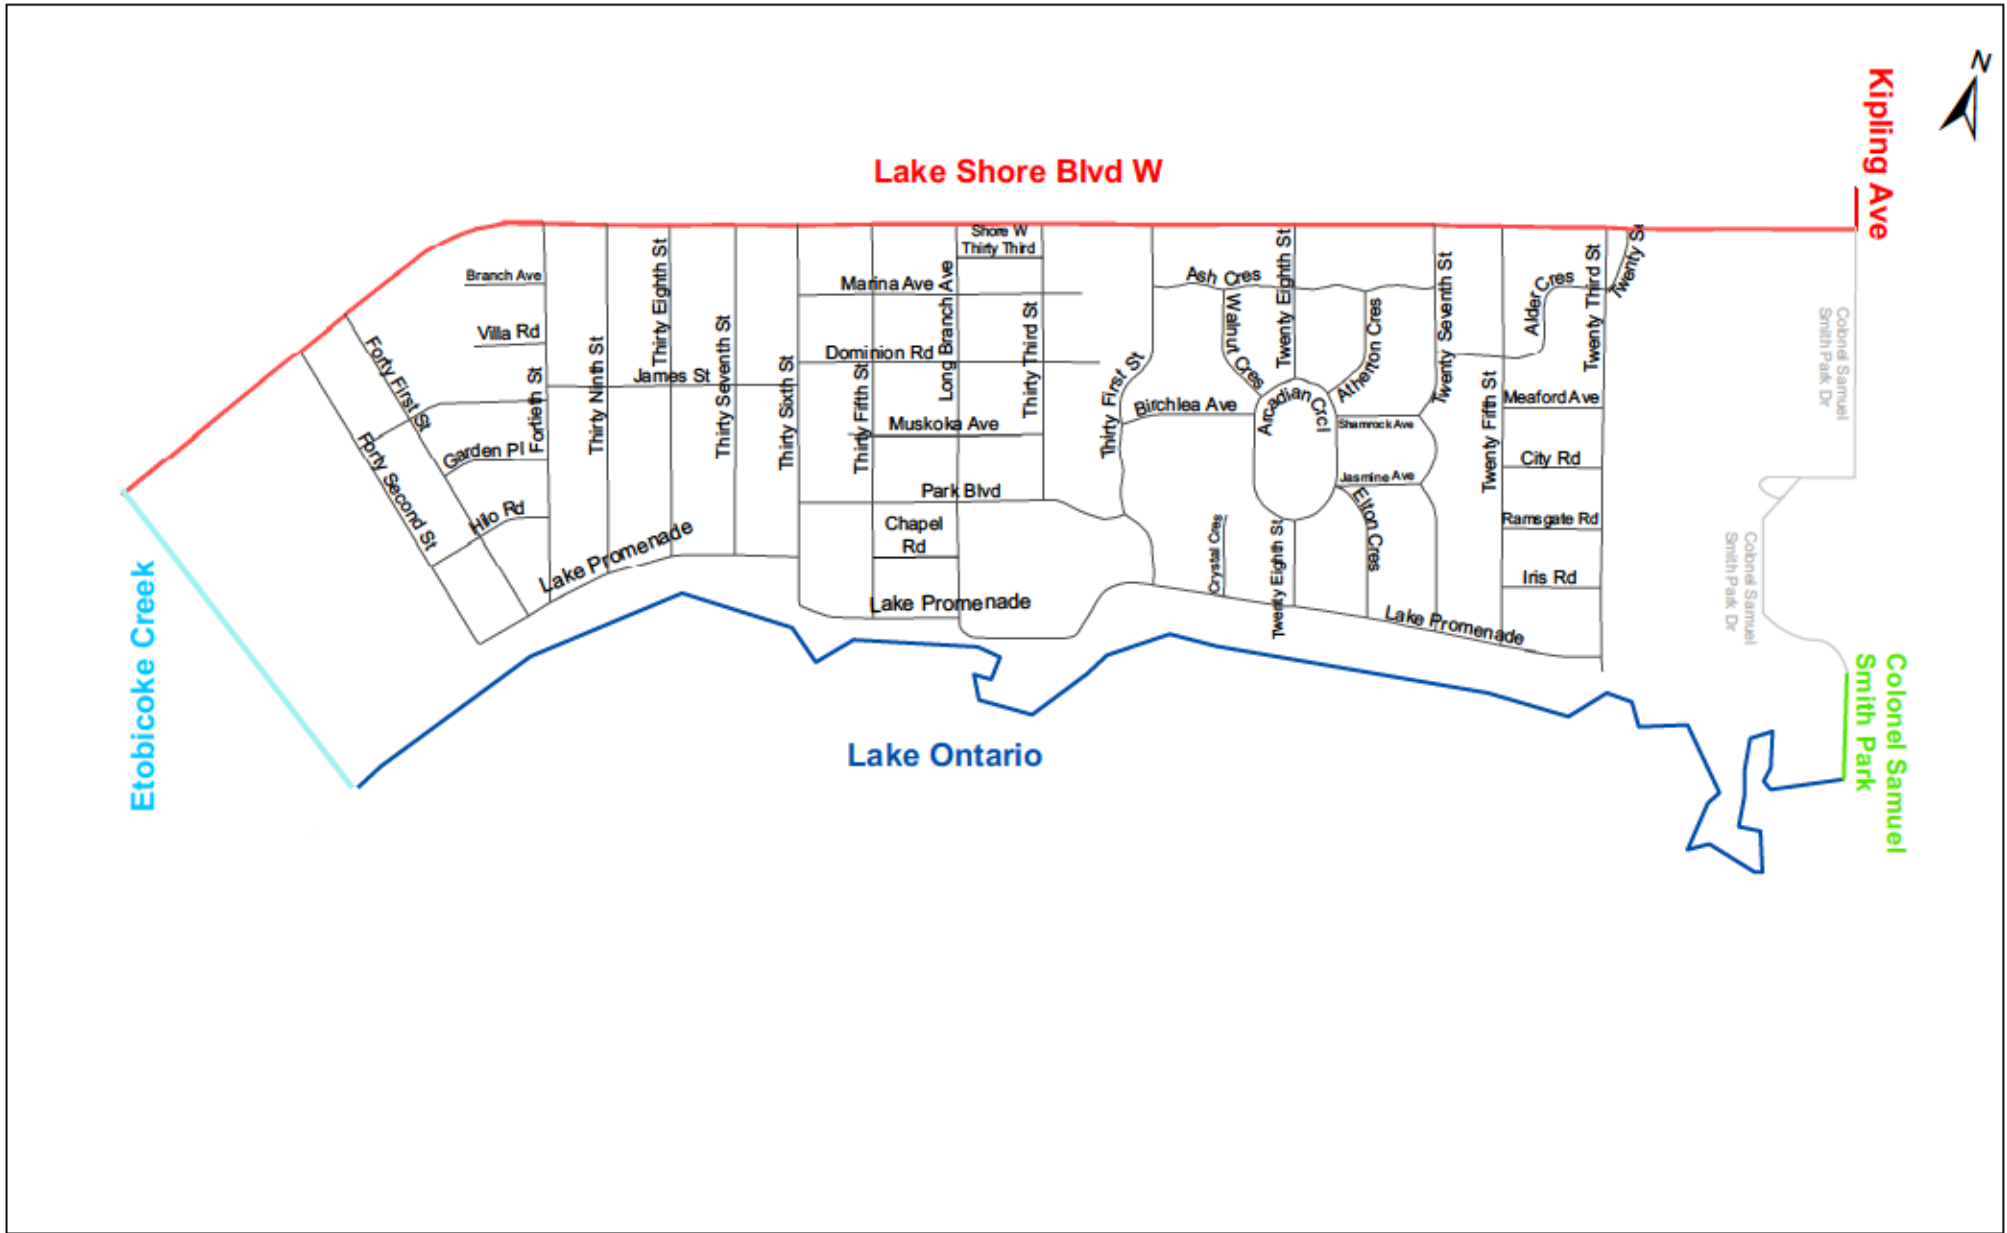 N
Kipling Ave
Lake Shore Blvd W
Shore W
Thirty Third
Branch Ave
Villa Rd
Forty First St
Forty Second St
Garden Pl
Hilo Rd
Fortieth St
Thirty Ninth St
Thirty Eighth St
James St
Thirty Seventh St
Thirty Sixth St
Lake Promenade
Marina Ave
Dominion Rd
Thirty Fifth St
Long Branch Ave
Muskoka Ave
Thirty Third St
Park Blvd
Chapel
Rd
Lake Promenade
Thirty First St
Ash Cres
Walnut Cres
Birchlea Ave
Twenty Eighth St
Arcadian Crcl
Atherton Cres
Shamrock Ave
Jasmine Ave
Elton Cres
Crystal Cres
Twenty Eighth St
Lake Promenade
Twenty Seventh St
Twenty Fifth St
Alder Cres
Twenty Third St
Twenty St
Meaford Ave
City Rd
Ramsgate Rd
Iris Rd
Colonel Samuel
Smith Park Dr
Colonel Samuel
Smith Park Dr
Colonel Samuel
Smith Park
Etobicoke Creek
Lake Ontario